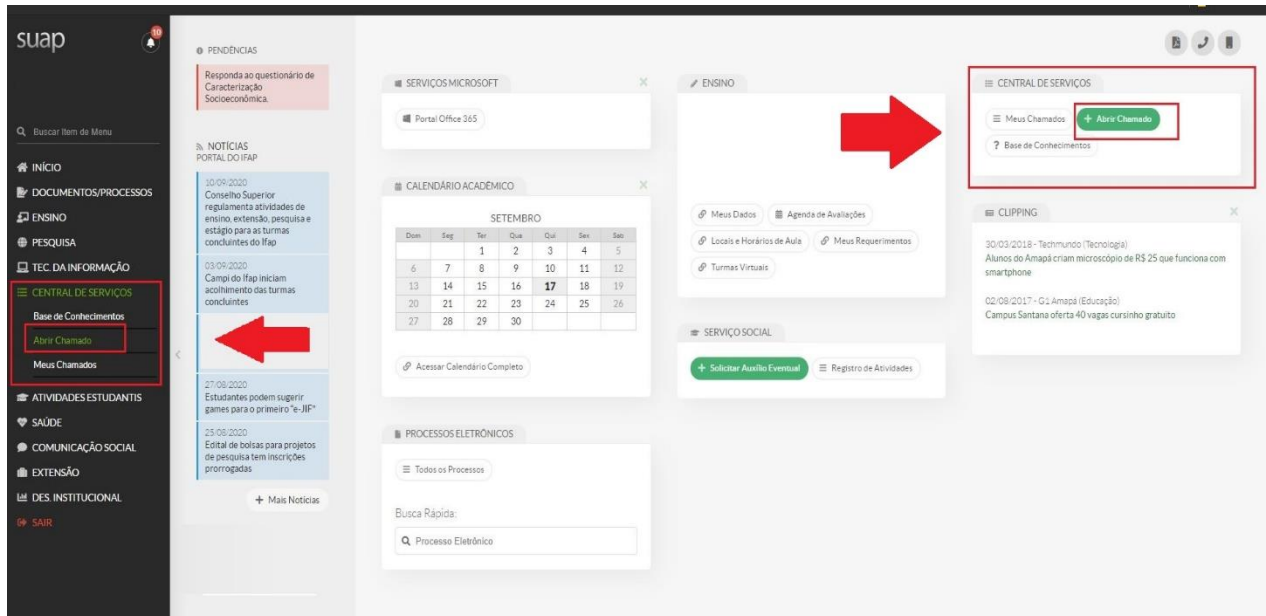 suap
10
Buscar Item de Menu
INÍCIO
DOCUMENTOS/PROCESSOS
ENSINO
PESQUISA
TEC. DA INFORMAÇÃO
CENTRAL DE SERVIÇOS
Base de Conhecimentos
Abrir Chamado
Meus Chamados
ATIVIDADES ESTUDANTIS
SAÚDE
COMUNICAÇÃO SOCIAL
EXTENSÃO
DES. INSTITUCIONAL
SAIR
PENDÊNCIAS
Responda ao questionário de
Caracterização
Socioeconômica.
NOTÍCIAS
PORTAL DO IFAP
10/09/2020
Conselho Superior
regulamenta atividades de
ensino, extensão, pesquisa e
estágio para as turmas
concluintes do Ifap
03/09/2020
Campi do Ifap iniciam
acolhimento das turmas
concluintes
27/08/2020
Estudantes podem sugerir
games para o primeiro "e-JIF"
25/08/2020
Edital de bolsas para projetos
de pesquisa tem inscrições
prorrogadas
+ Mais Notícias
SERVIÇOS MICROSOFT
Portal Office 365
CALENDÁRIO ACADÊMICO
SETEMBRO
Dom Seg Ter Qua Qui Sex Sáb
1 2 3 4 5
6 7 8 9 10 11 12
13 14 15 16 17 18 19
20 21 22 23 24 25 26
27 28 29 30
Acessar Calendário Completo
PROCESSOS ELETRÔNICOS
Todos os Processos
Busca Rápida:
Processo Eletrônico
ENSINO
Meus Dados Agenda de Avaliações
Locais e Horários de Aula Meus Requerimentos
Turmas Virtuais
SERVIÇO SOCIAL
+ Solicitar Auxílio Eventual Registro de Atividades
CENTRAL DE SERVIÇOS
Meus Chamados + Abrir Chamado
? Base de Conhecimentos
CLIPPING
30/03/2018 - Techmundo (Tecnologia)
Alunos do Amapá criam microscópio de R$ 25 que funciona com
smartphone
02/08/2017 - G1 Amapá (Educação)
Campus Santana oferta 40 vagas cursinho gratuito